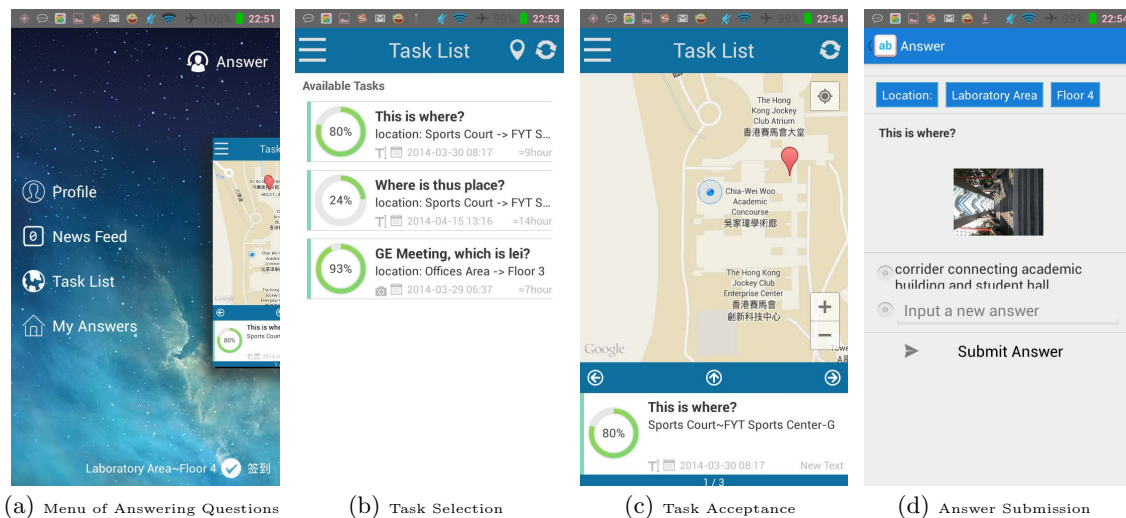 100% 22:51
Answer
Task
Profile
News Feed
Task List
My Answers
Google
This is whe
80%
Sports Court
Laboratory Area~Floor 4 签到
(a) Menu of Answering Questions
99% 22:53
Task List
Available Tasks
This is where?
80%
location: Sports Court -> FYT S...
2014-03-30 08:17 ≈9hour
Where is thus place?
24%
location: Sports Court -> FYT S...
2014-04-15 13:16 ≈14hour
GE Meeting, which is lei?
93%
location: Offices Area -> Floor 3
2014-03-29 06:37 ≈7hour
(b) Task Selection
99% 22:54
Task List
The Hong
Kong Jockey
Club Atrium
香港賽馬會大堂
Chia-Wei Woo
Academic
Concourse
吳家瑋學術廊
The Hong Kong
Jockey Club
Enterprise Center
香港賽馬會
創新科技中心
+
−
Google
Towe
This is where?
80%
Sports Court~FYT Sports Center-G
2014-03-30 08:17 New Text
1 / 3
(c) Task Acceptance
99% 22:54
ab Answer
Location: Laboratory Area Floor 4
This is where?
corrider connecting academic
building and student hall
Input a new answer
Submit Answer
(d) Answer Submission